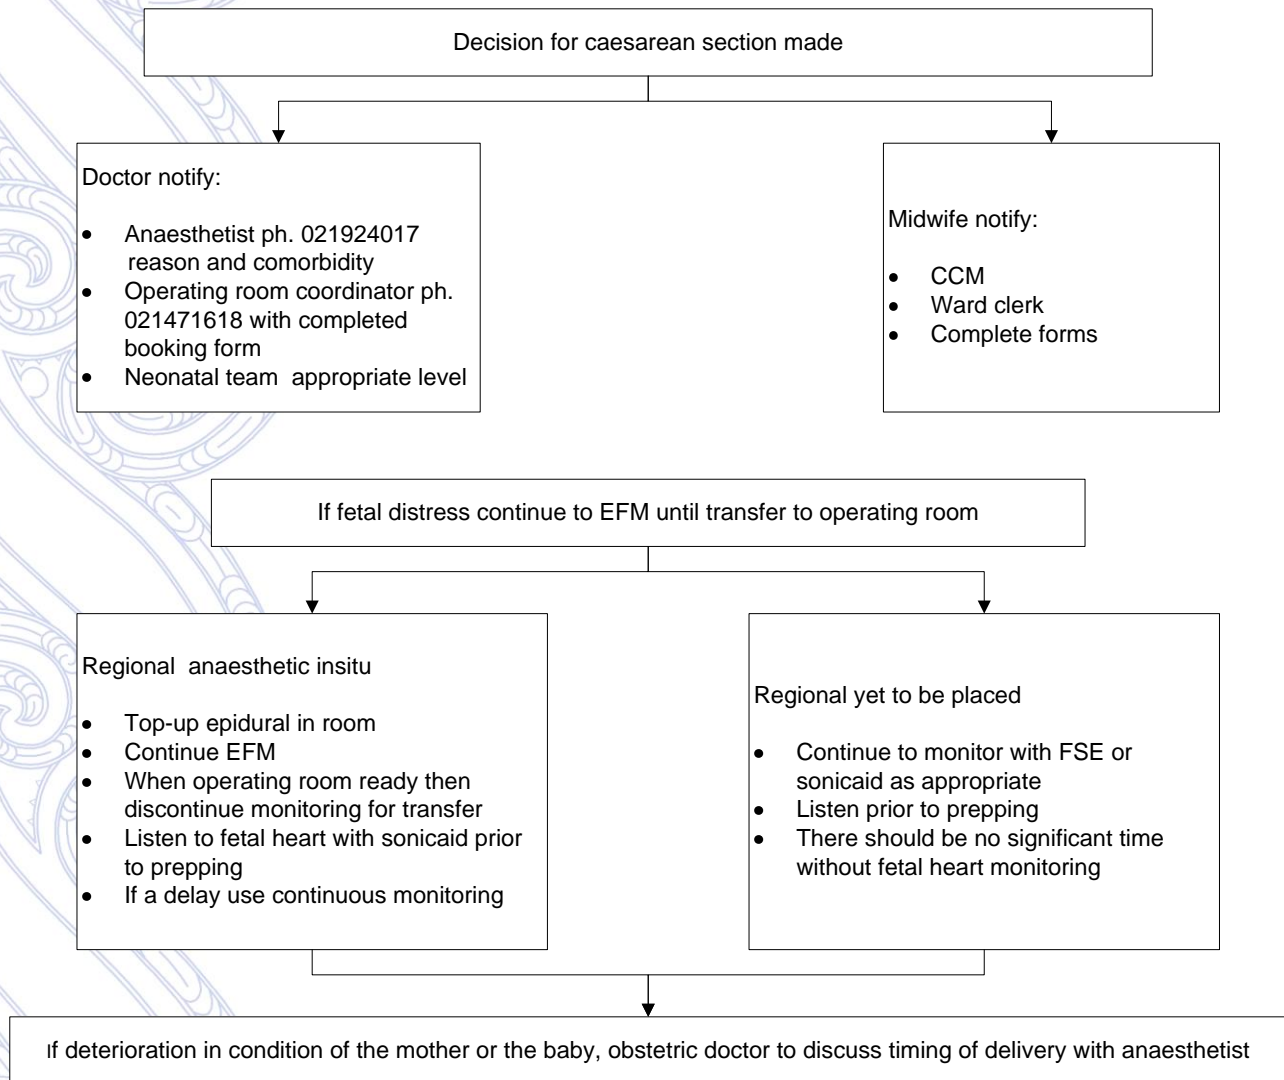 Decision for caesarean section made
Doctor notify:
• Anaesthetist ph. 021924017
reason and comorbidity
• Operating room coordinator ph.
021471618 with completed
booking form
• Neonatal team appropriate level
Midwife notify:
• CCM
• Ward clerk
• Complete forms
If fetal distress continue to EFM until transfer to operating room
Regional anaesthetic insitu
• Top-up epidural in room
• Continue EFM
• When operating room ready then
discontinue monitoring for transfer
• Listen to fetal heart with sonicaid prior
to prepping
• If a delay use continuous monitoring
Regional yet to be placed
• Continue to monitor with FSE or
sonicaid as appropriate
• Listen prior to prepping
• There should be no significant time
without fetal heart monitoring
If deterioration in condition of the mother or the baby, obstetric doctor to discuss timing of delivery with anaesthetist